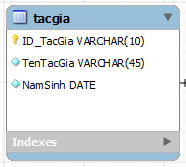 tacgia
ID_TacGia VARCHAR(10)
TenTacGia VARCHAR(45)
NamSinh DATE
Indexes